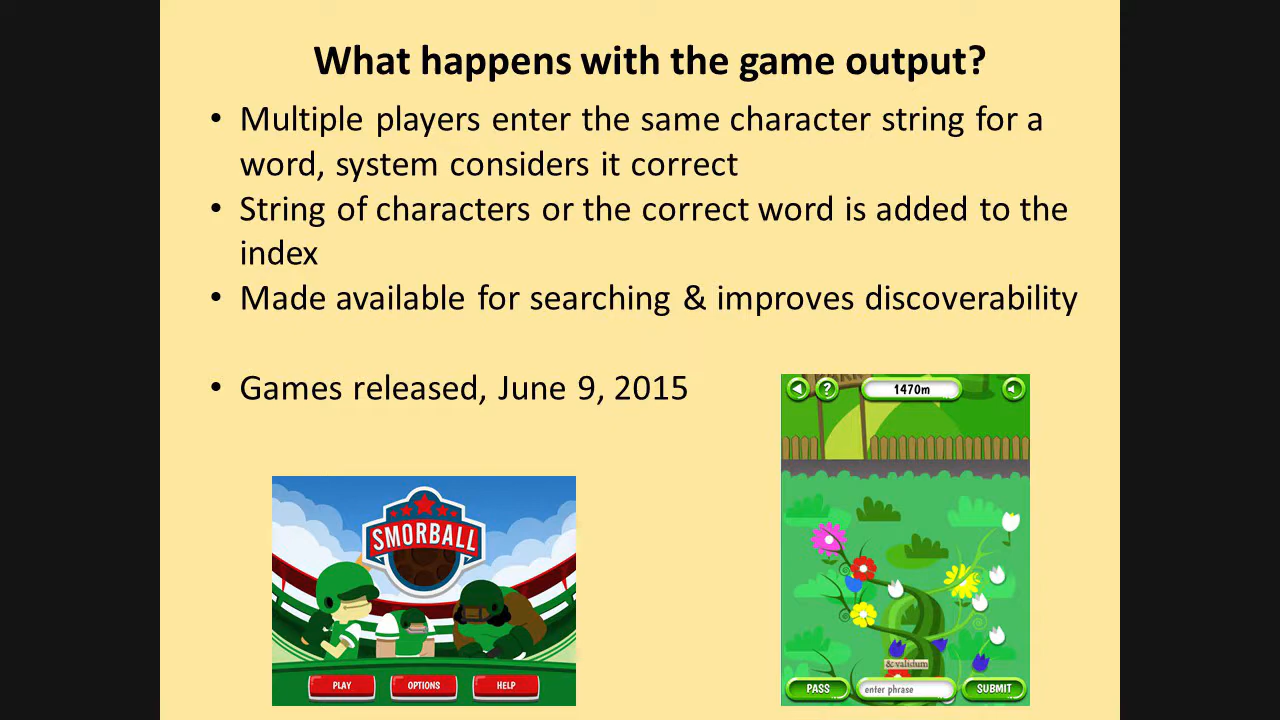 What happens with the game output?
• Multiple players enter the same character string for a
word, system considers it correct
• String of characters or the correct word is added to the
index
• Made available for searching & improves discoverability
• Games released, June 9, 2015
? 1470m
SMORBALL
PLAY OPTIONS HELP
& validum
PASS enter phrase SUBMIT